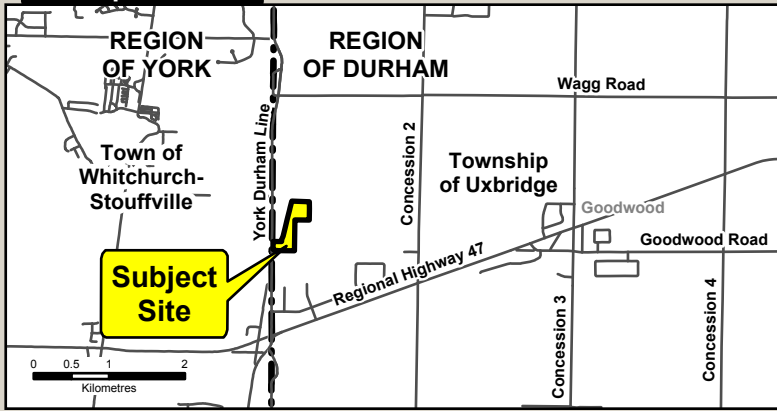 REGION
OF YORK
REGION
OF DURHAM
Wagg Road
York Durham Line
Concession 2
Town of
Whitchurch-
Stouffville
Township
of Uxbridge
Goodwood
Goodwood Road
Regional Highway 47
Subject
Site
Concession 3
Concession 4
0 0.5 1 2
Kilometres